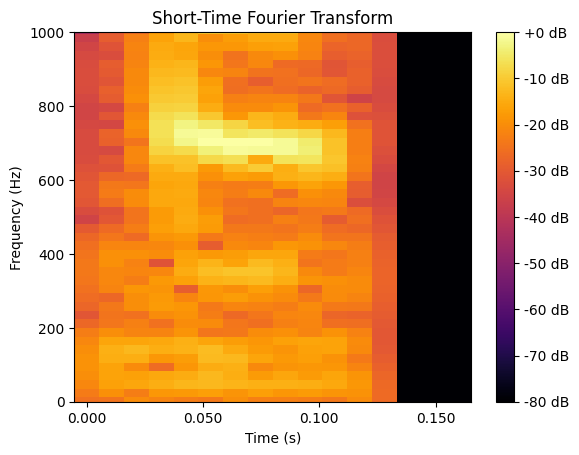 Short-Time Fourier Transform
Frequency (Hz)
1000
800
600
400
200
0
0.000
0.050
0.100
0.150
Time (s)
+0 dB
-10 dB
-20 dB
-30 dB
-40 dB
-50 dB
-60 dB
-70 dB
-80 dB